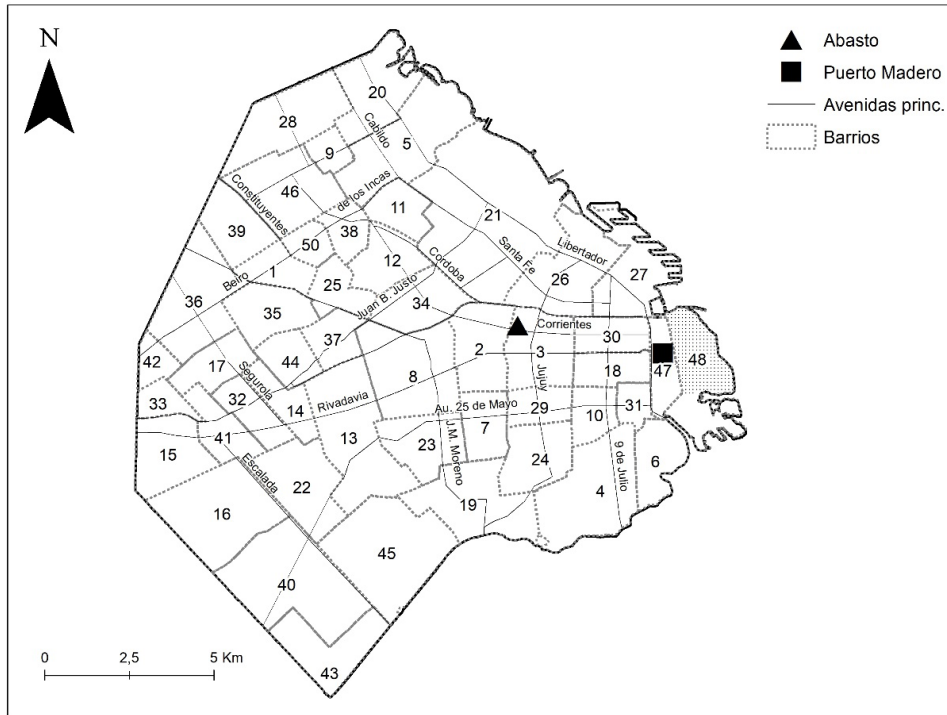 N
Abasto
Puerto Madero
Avenidas princ.
Barrios
20
28
Cabildo
5
9
Constituyentes
46
de los Incas
11
21
39
50
38
Santa Fe
Libertador
Cordoba
1
12
26
27
Beiro
25
Juan B. Justo
36
34
35
Corrientes
30
37
2
3
42
44
8
18
47
48
17
Segurola
Jujuy
33
32
14
Rivadavia
Au. 25 de Mayo
29
10
31
41
13
23
J.M. Moreno
7
15
Escalada
24
9 de Julio
6
22
4
16
19
45
40
43
0
2,5
5 Km